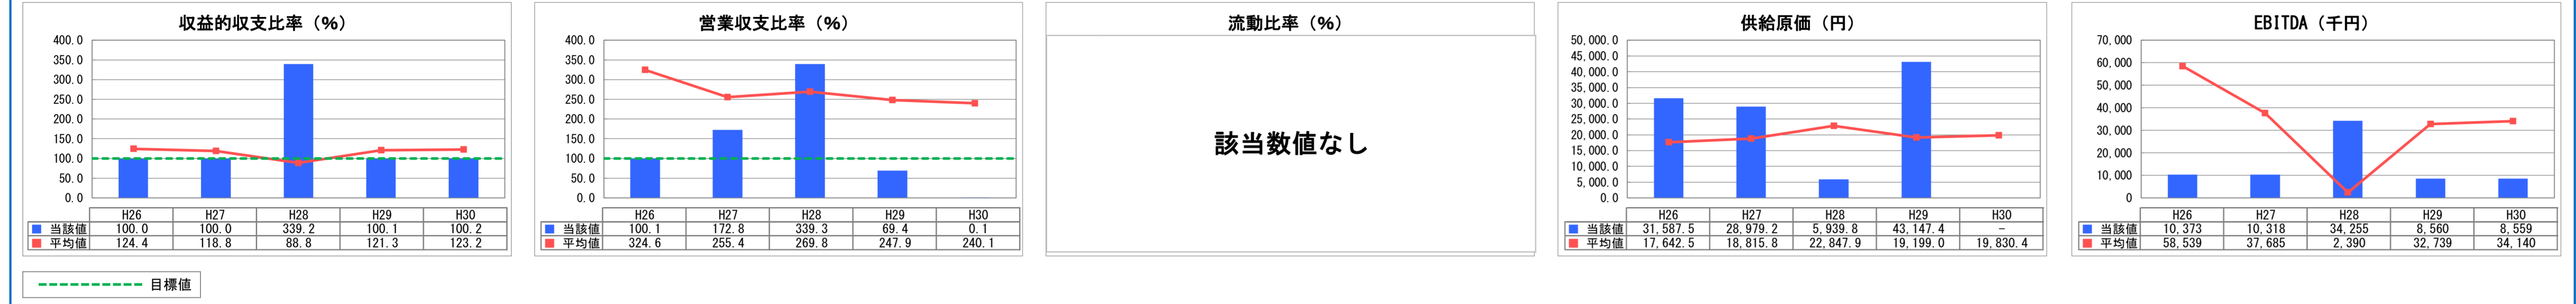 収益的収支比率（%）
400.0
350.0
300.0
250.0
200.0
150.0
100.0
50.0
0.0
H26 H27 H28 H29 H30
当該値 100.0 100.0 339.2 100.1 100.2
平均値 124.4 118.8 88.8 121.3 123.2
営業収支比率（%）
400.0
350.0
300.0
250.0
200.0
150.0
100.0
50.0
0.0
H26 H27 H28 H29 H30
当該値 100.1 172.8 339.3 69.4 0.1
平均値 324.6 255.4 269.8 247.9 240.1
流動比率（%）
該当数値なし
供給原価（円）
50,000.0
45,000.0
40,000.0
35,000.0
30,000.0
25,000.0
20,000.0
15,000.0
10,000.0
5,000.0
0.0
H26 H27 H28 H29 H30
当該値 31,587.5 28,979.2 5,939.8 43,147.4 -
平均値 17,642.5 18,815.8 22,847.9 19,199.0 19,830.4
EBITDA（千円）
70,000
60,000
50,000
40,000
30,000
20,000
10,000
0
H26 H27 H28 H29 H30
当該値 10,373 10,318 34,255 8,560 8,559
平均値 58,539 37,685 2,390 32,739 34,140
目標値